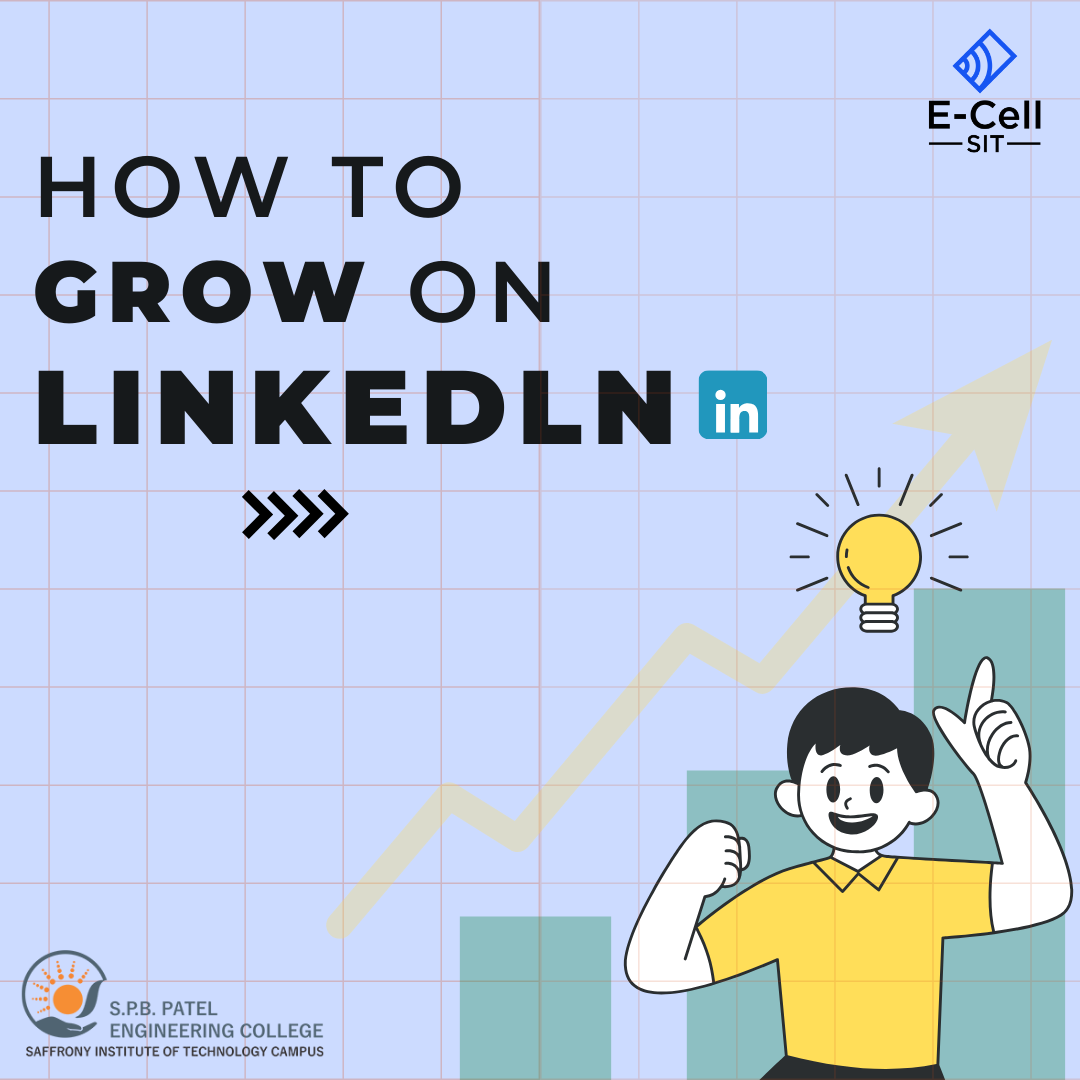 E-Cell
SIT
HOW TO
GROW ON
LINKEDLN
in
S.P.B. PATEL
ENGINEERING COLLEGE
SAFFRONY INSTITUTE OF TECHNOLOGY CAMPUS